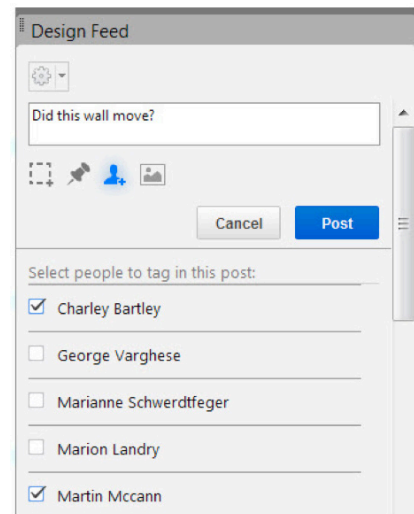 Design Feed
Did this wall move?
Cancel Post
Select people to tag in this post:
Charley Bartley
George Varghese
Marianne Schwerdtfeger
Marion Landry
Martin Mccann